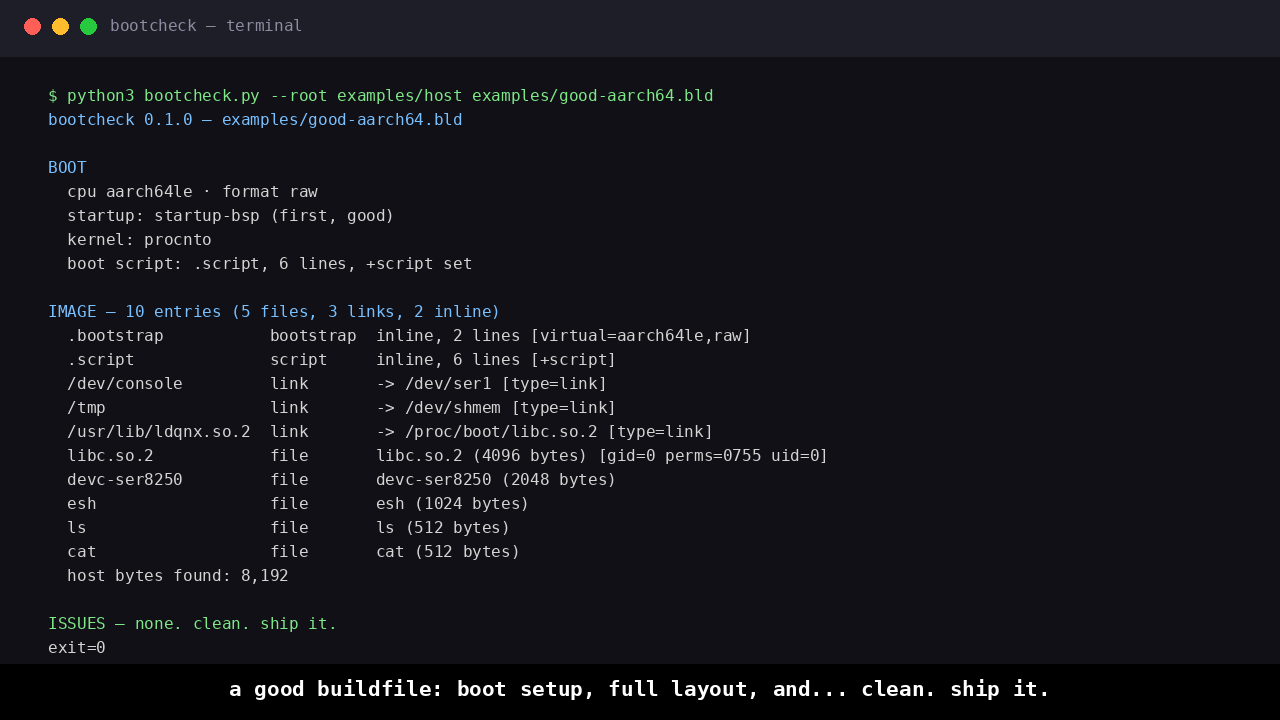 bootcheck — terminal
$ python3 bootcheck.py --root examples/host examples/good-aarch64.bld
bootcheck 0.1.0 — examples/good-aarch64.bld
BOOT
cpu aarch64le · format raw
startup: startup-bsp (first, good)
kernel: procnto
boot script: .script, 6 lines, +script set
IMAGE — 10 entries (5 files, 3 links, 2 inline)
.bootstrap           bootstrap  inline, 2 lines [virtual=aarch64le,raw]
.script              script     inline, 6 lines [+script]
/dev/console         link       -> /dev/ser1 [type=link]
/tmp                 link       -> /dev/shmem [type=link]
/usr/lib/ldqnx.so.2  link       -> /proc/boot/libc.so.2 [type=link]
libc.so.2            file       libc.so.2 (4096 bytes) [gid=0 perms=0755 uid=0]
devc-ser8250         file       devc-ser8250 (2048 bytes)
esh                  file       esh (1024 bytes)
ls                   file       ls (512 bytes)
cat                  file       cat (512 bytes)
host bytes found: 8,192
ISSUES — none. clean. ship it.
exit=0
a good buildfile: boot setup, full layout, and... clean. ship it.